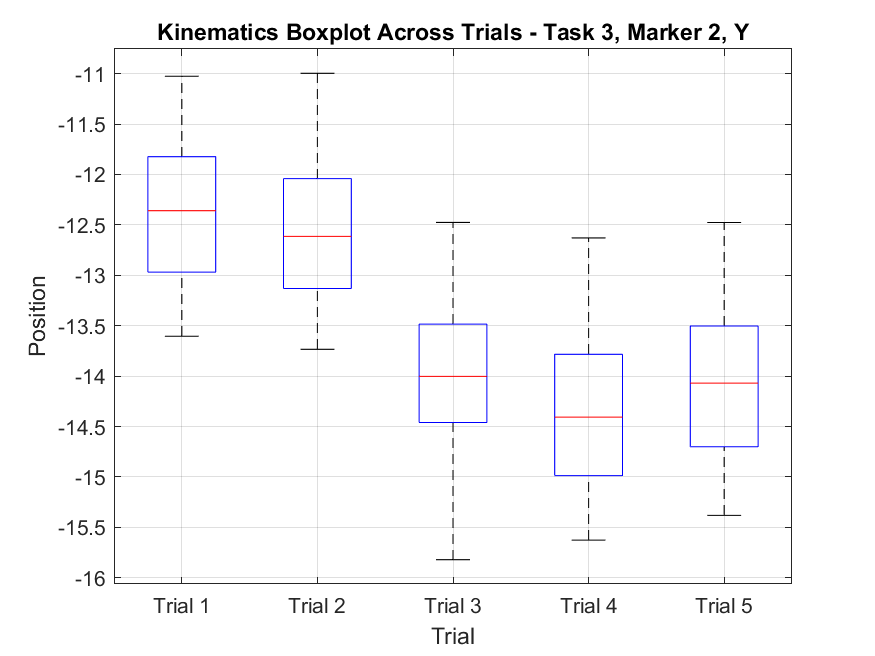 Kinematics Boxplot Across Trials - Task 3, Marker 2, Y
Position
-11
-11.5
-12
-12.5
-13
-13.5
-14
-14.5
-15
-15.5
-16
Trial 1 Trial 2 Trial 3 Trial 4 Trial 5
Trial